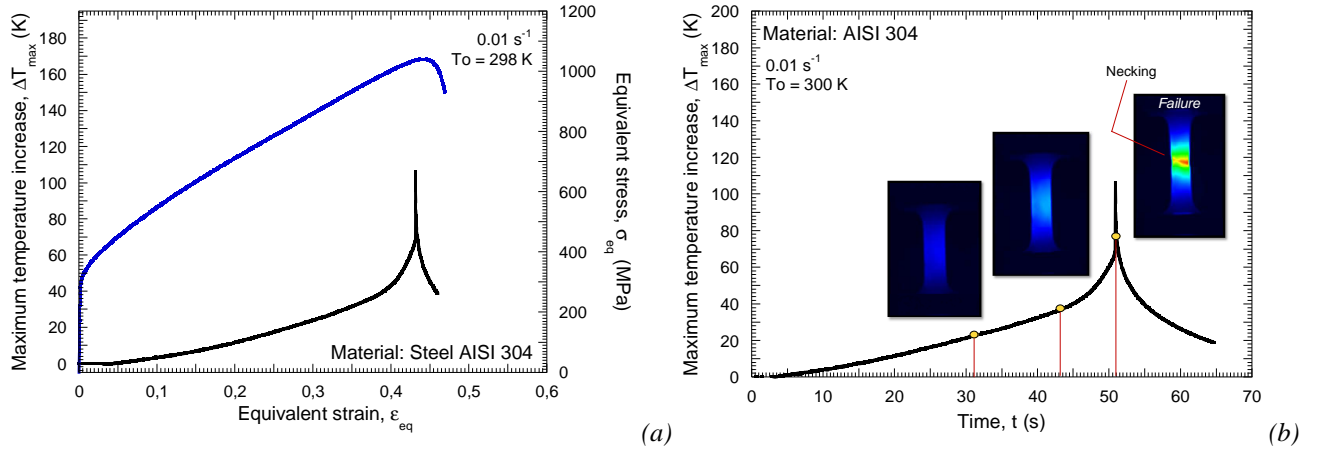 Maximum temperature increase, ΔT_max (K)
180
160
140
120
100
80
60
40
20
0
0.01 s⁻¹
To = 298 K
Material: Steel AISI 304
1200
1000
800
600
400
200
0
Equivalent stress, σ_eq (MPa)
0 0,1 0,2 0,3 0,4 0,5 0,6
Equivalent strain, ε_eq
(a)
Maximum temperature increase, ΔT_max (K)
200
180
160
140
120
100
80
60
40
20
0
Material: AISI 304
0.01 s⁻¹
To = 300 K
Necking
Failure
0 10 20 30 40 50 60 70
Time, t (s)
(b)